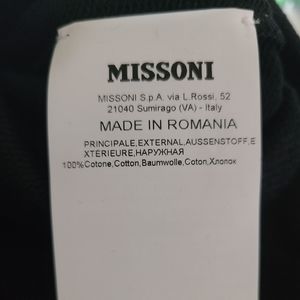 MISSONI
MISSONI S.p.A. via L.Rossi, 52
21040 Sumirago (VA) - Italy
MADE IN ROMANIA
PRINCIPALE,EXTERNAL,AUSSENSTOFF,E
XTÉRIEURE,НАРУЖНАЯ
100%Cotone,Cotton,Baumwolle,Coton,Хлопок